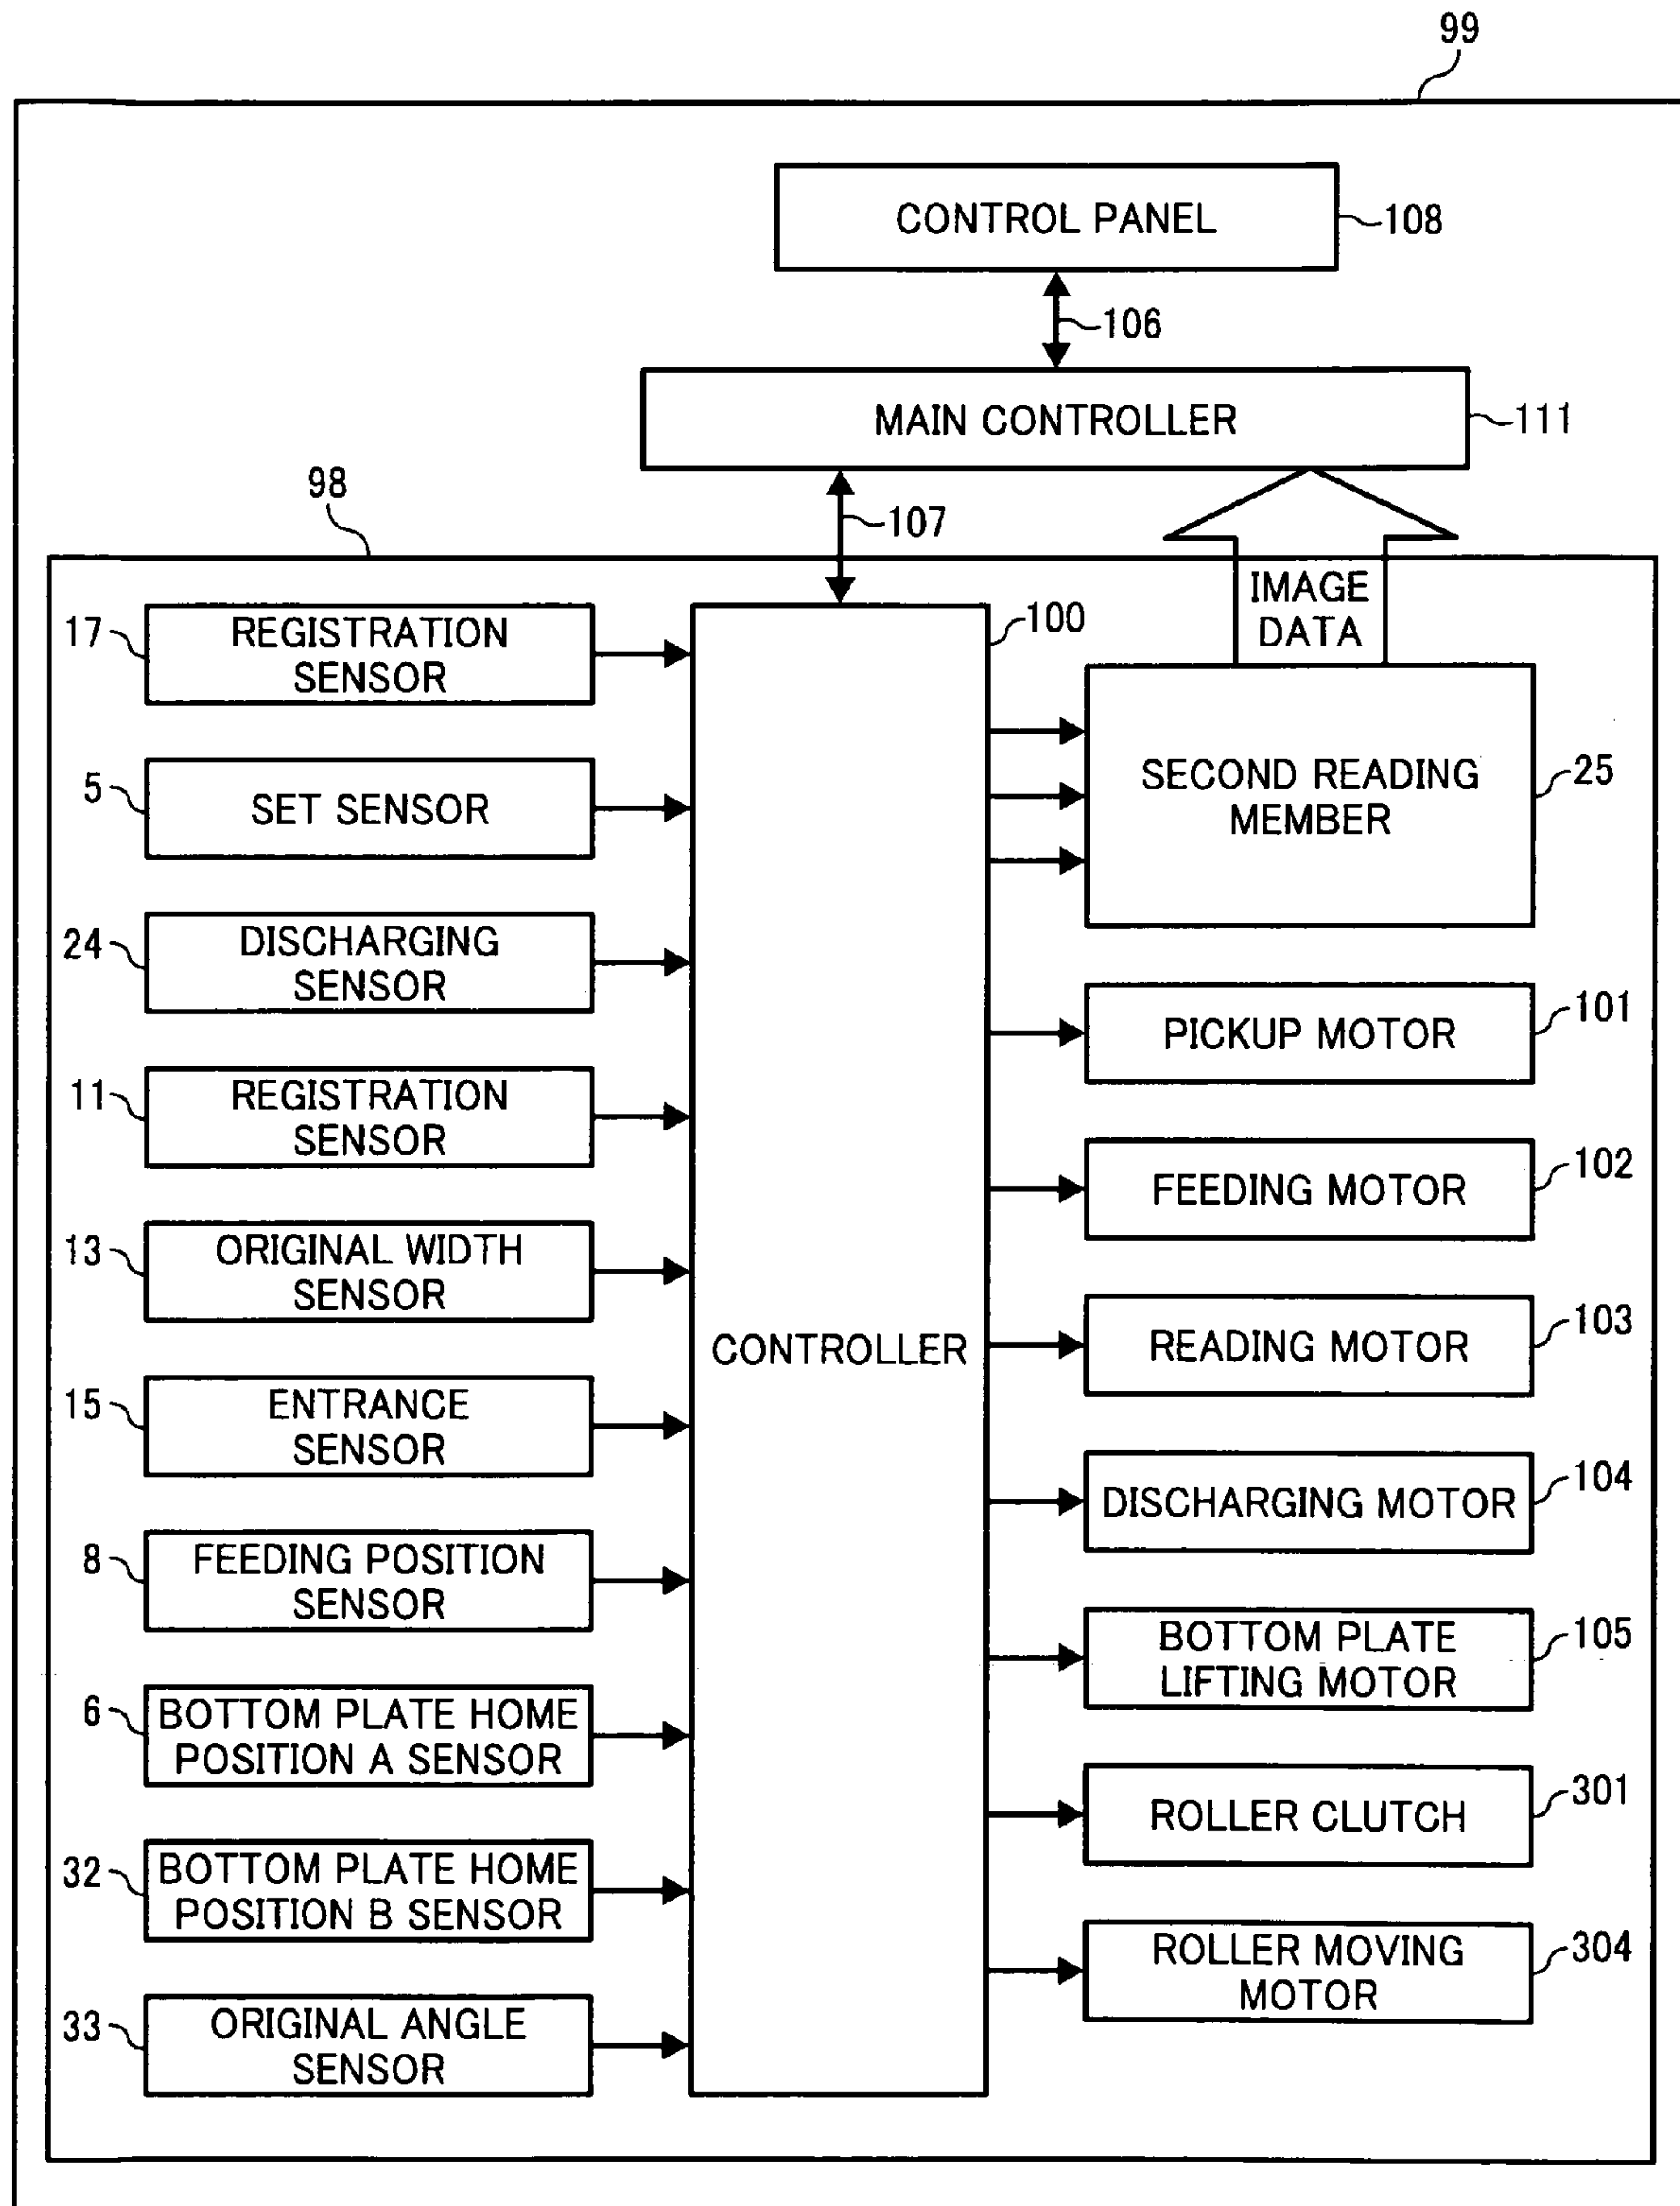 99
CONTROL PANEL
108
106
MAIN CONTROLLER
111
98
107
IMAGE
DATA
17
REGISTRATION
SENSOR
5
SET SENSOR
24
DISCHARGING
SENSOR
11
REGISTRATION
SENSOR
13
ORIGINAL WIDTH
SENSOR
15
ENTRANCE
SENSOR
8
FEEDING POSITION
SENSOR
6
BOTTOM PLATE HOME
POSITION A SENSOR
32
BOTTOM PLATE HOME
POSITION B SENSOR
33
ORIGINAL ANGLE
SENSOR
100
CONTROLLER
SECOND READING
MEMBER
25
PICKUP MOTOR
101
FEEDING MOTOR
102
READING MOTOR
103
DISCHARGING MOTOR
104
BOTTOM PLATE
LIFTING MOTOR
105
ROLLER CLUTCH
301
ROLLER MOVING
MOTOR
304